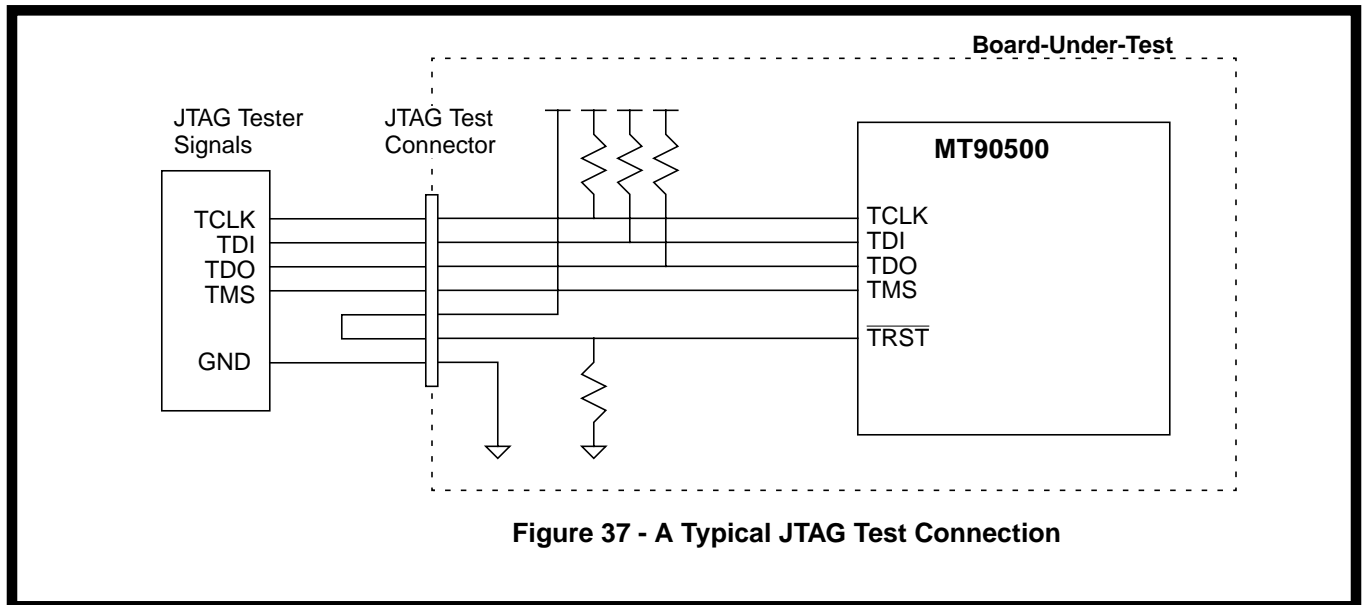 Board-Under-Test
JTAG Tester
Signals
JTAG Test
Connector
MT90500
TCLK
TDI
TDO
TMS
GND
TCLK
TDI
TDO
TMS
TRST
Figure 37 - A Typical JTAG Test Connection